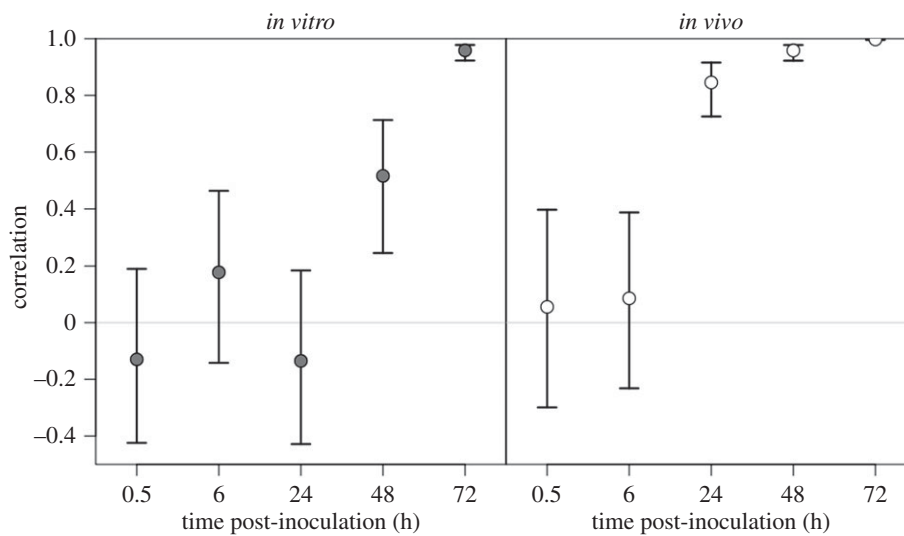 in vitro
in vivo
correlation
1.0
0.8
0.6
0.4
0.2
0
–0.2
–0.4
0.5 6 24 48 72
0.5 6 24 48 72
time post-inoculation (h)
time post-inoculation (h)